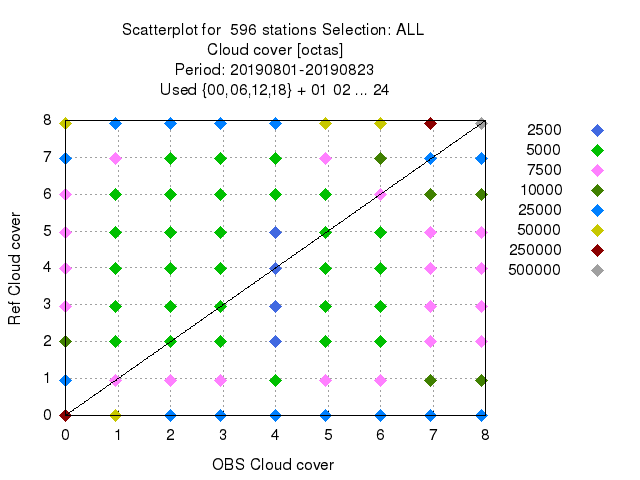 Scatterplot for 596 stations Selection: ALL
Cloud cover [octas]
Period: 20190801-20190823
Used {00,06,12,18} + 01 02 ... 24
8
7
6
5
4
3
2
1
0
Ref Cloud cover
0 1 2 3 4 5 6 7 8
OBS Cloud cover
2500
5000
7500
10000
25000
50000
250000
500000